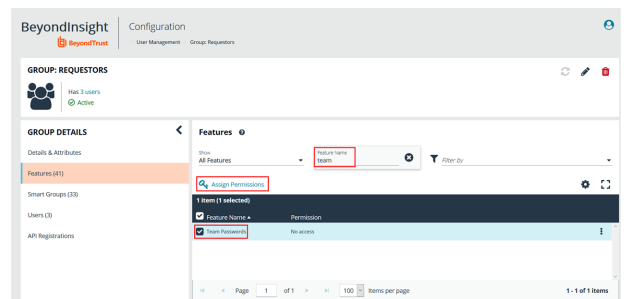 BeyondInsight
BeyondTrust
Configuration
User Management Group: Requestors
GROUP: REQUESTORS
Has 3 users
Active
GROUP DETAILS
Details & Attributes
Features (41)
Smart Groups (33)
Users (3)
API Registrations
Features
Show
All Features
Feature Name
team
Filter by
Assign Permissions
1 item (1 selected)
Feature Name Permission
Team Passwords No access
Page 1 of 1 100 Items per page 1 - 1 of 1 items